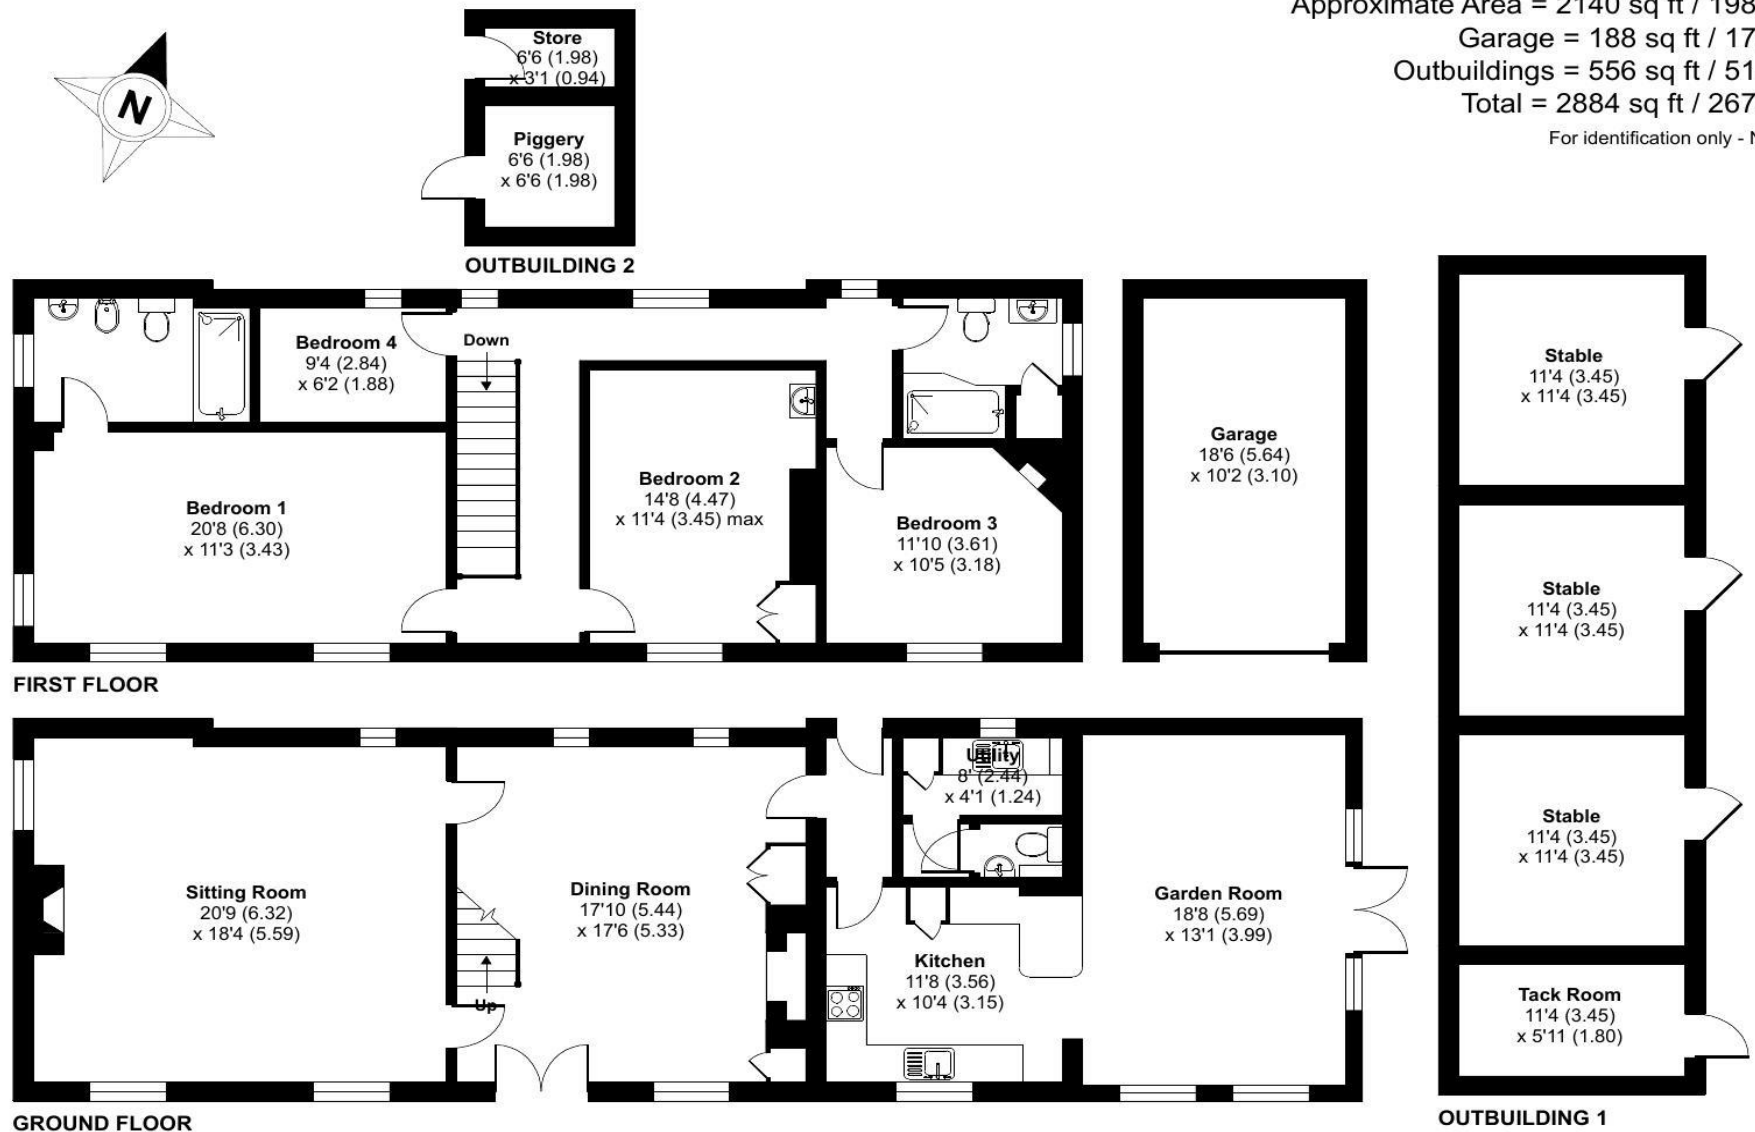 Approximate Area = 2140 sq ft / 198
Garage = 188 sq ft / 17
Outbuildings = 556 sq ft / 51
Total = 2884 sq ft / 267
For identification only - N
N
Store
6'6 (1.98)
x 3'1 (0.94)
Piggery
6'6 (1.98)
x 6'6 (1.98)
OUTBUILDING 2
Bedroom 4
9'4 (2.84)
x 6'2 (1.88)
Down
Bedroom 1
20'8 (6.30)
x 11'3 (3.43)
Bedroom 2
14'8 (4.47)
x 11'4 (3.45) max
Bedroom 3
11'10 (3.61)
x 10'5 (3.18)
FIRST FLOOR
Garage
18'6 (5.64)
x 10'2 (3.10)
Stable
11'4 (3.45)
x 11'4 (3.45)
Stable
11'4 (3.45)
x 11'4 (3.45)
Stable
11'4 (3.45)
x 11'4 (3.45)
Tack Room
11'4 (3.45)
x 5'11 (1.80)
OUTBUILDING 1
Sitting Room
20'9 (6.32)
x 18'4 (5.59)
Up
Dining Room
17'10 (5.44)
x 17'6 (5.33)
Utility
8' (2.44)
x 4'1 (1.24)
Kitchen
11'8 (3.56)
x 10'4 (3.15)
Garden Room
18'8 (5.69)
x 13'1 (3.99)
GROUND FLOOR